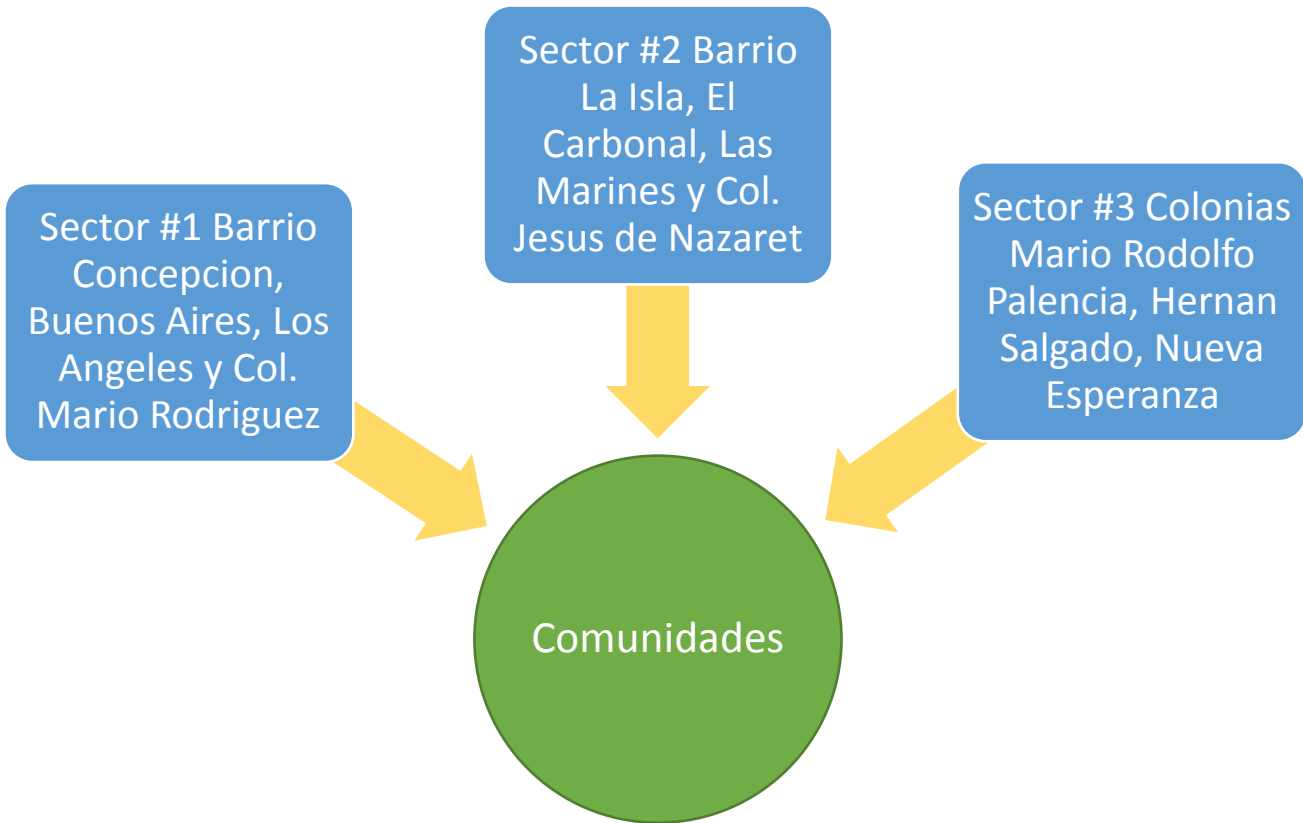 Sector #1 Barrio
Concepcion,
Buenos Aires, Los
Angeles y Col.
Mario Rodriguez
Sector #2 Barrio
La Isla, El
Carbonal, Las
Marines y Col.
Jesus de Nazaret
Sector #3 Colonias
Mario Rodolfo
Palencia, Hernan
Salgado, Nueva
Esperanza
Comunidades